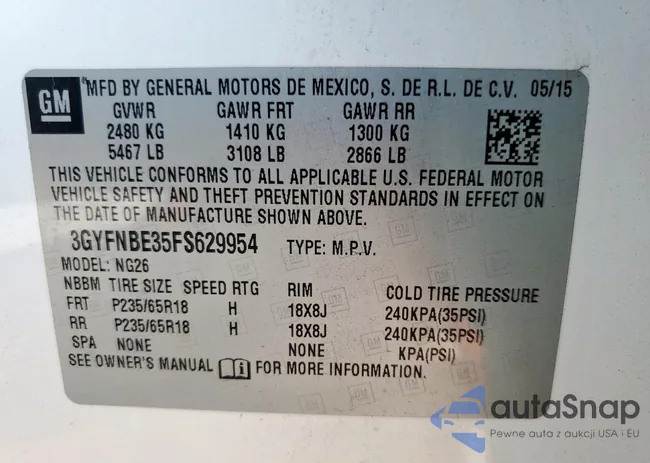 GM
MFD BY GENERAL MOTORS DE MEXICO, S. DE R.L. DE C.V. 05/15
GVWR GAWR FRT GAWR RR
2480 KG 1410 KG 1300 KG
5467 LB 3108 LB 2866 LB
THIS VEHICLE CONFORMS TO ALL APPLICABLE U.S. FEDERAL MOTOR
VEHICLE SAFETY AND THEFT PREVENTION STANDARDS IN EFFECT ON
THE DATE OF MANUFACTURE SHOWN ABOVE.
3GYFNBE35FS629954 TYPE: M.P.V.
MODEL: NG26
NBBM TIRE SIZE SPEED RTG RIM COLD TIRE PRESSURE
FRT P235/65R18 H 18X8J 240KPA(35PSI)
RR P235/65R18 H 18X8J 240KPA(35PSI)
SPA NONE NONE KPA(PSI)
SEE OWNER'S MANUAL FOR MORE INFORMATION.
autoSnap
Pewne auta z aukcji USA i EU